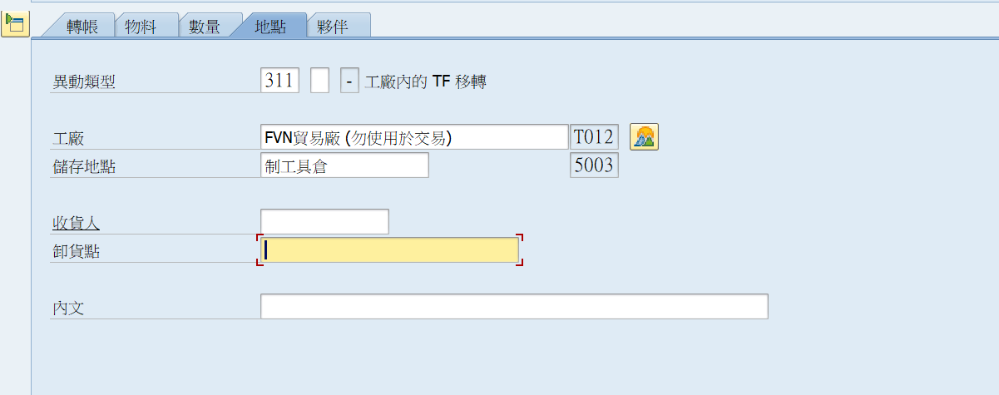 轉帳 物料 數量 地點 夥伴
異動類型 311 - 工廠內的 TF 移轉
工廠 FVN貿易廠 (勿使用於交易) T012
儲存地點 制工具倉 5003
收貨人
卸貨點
內文